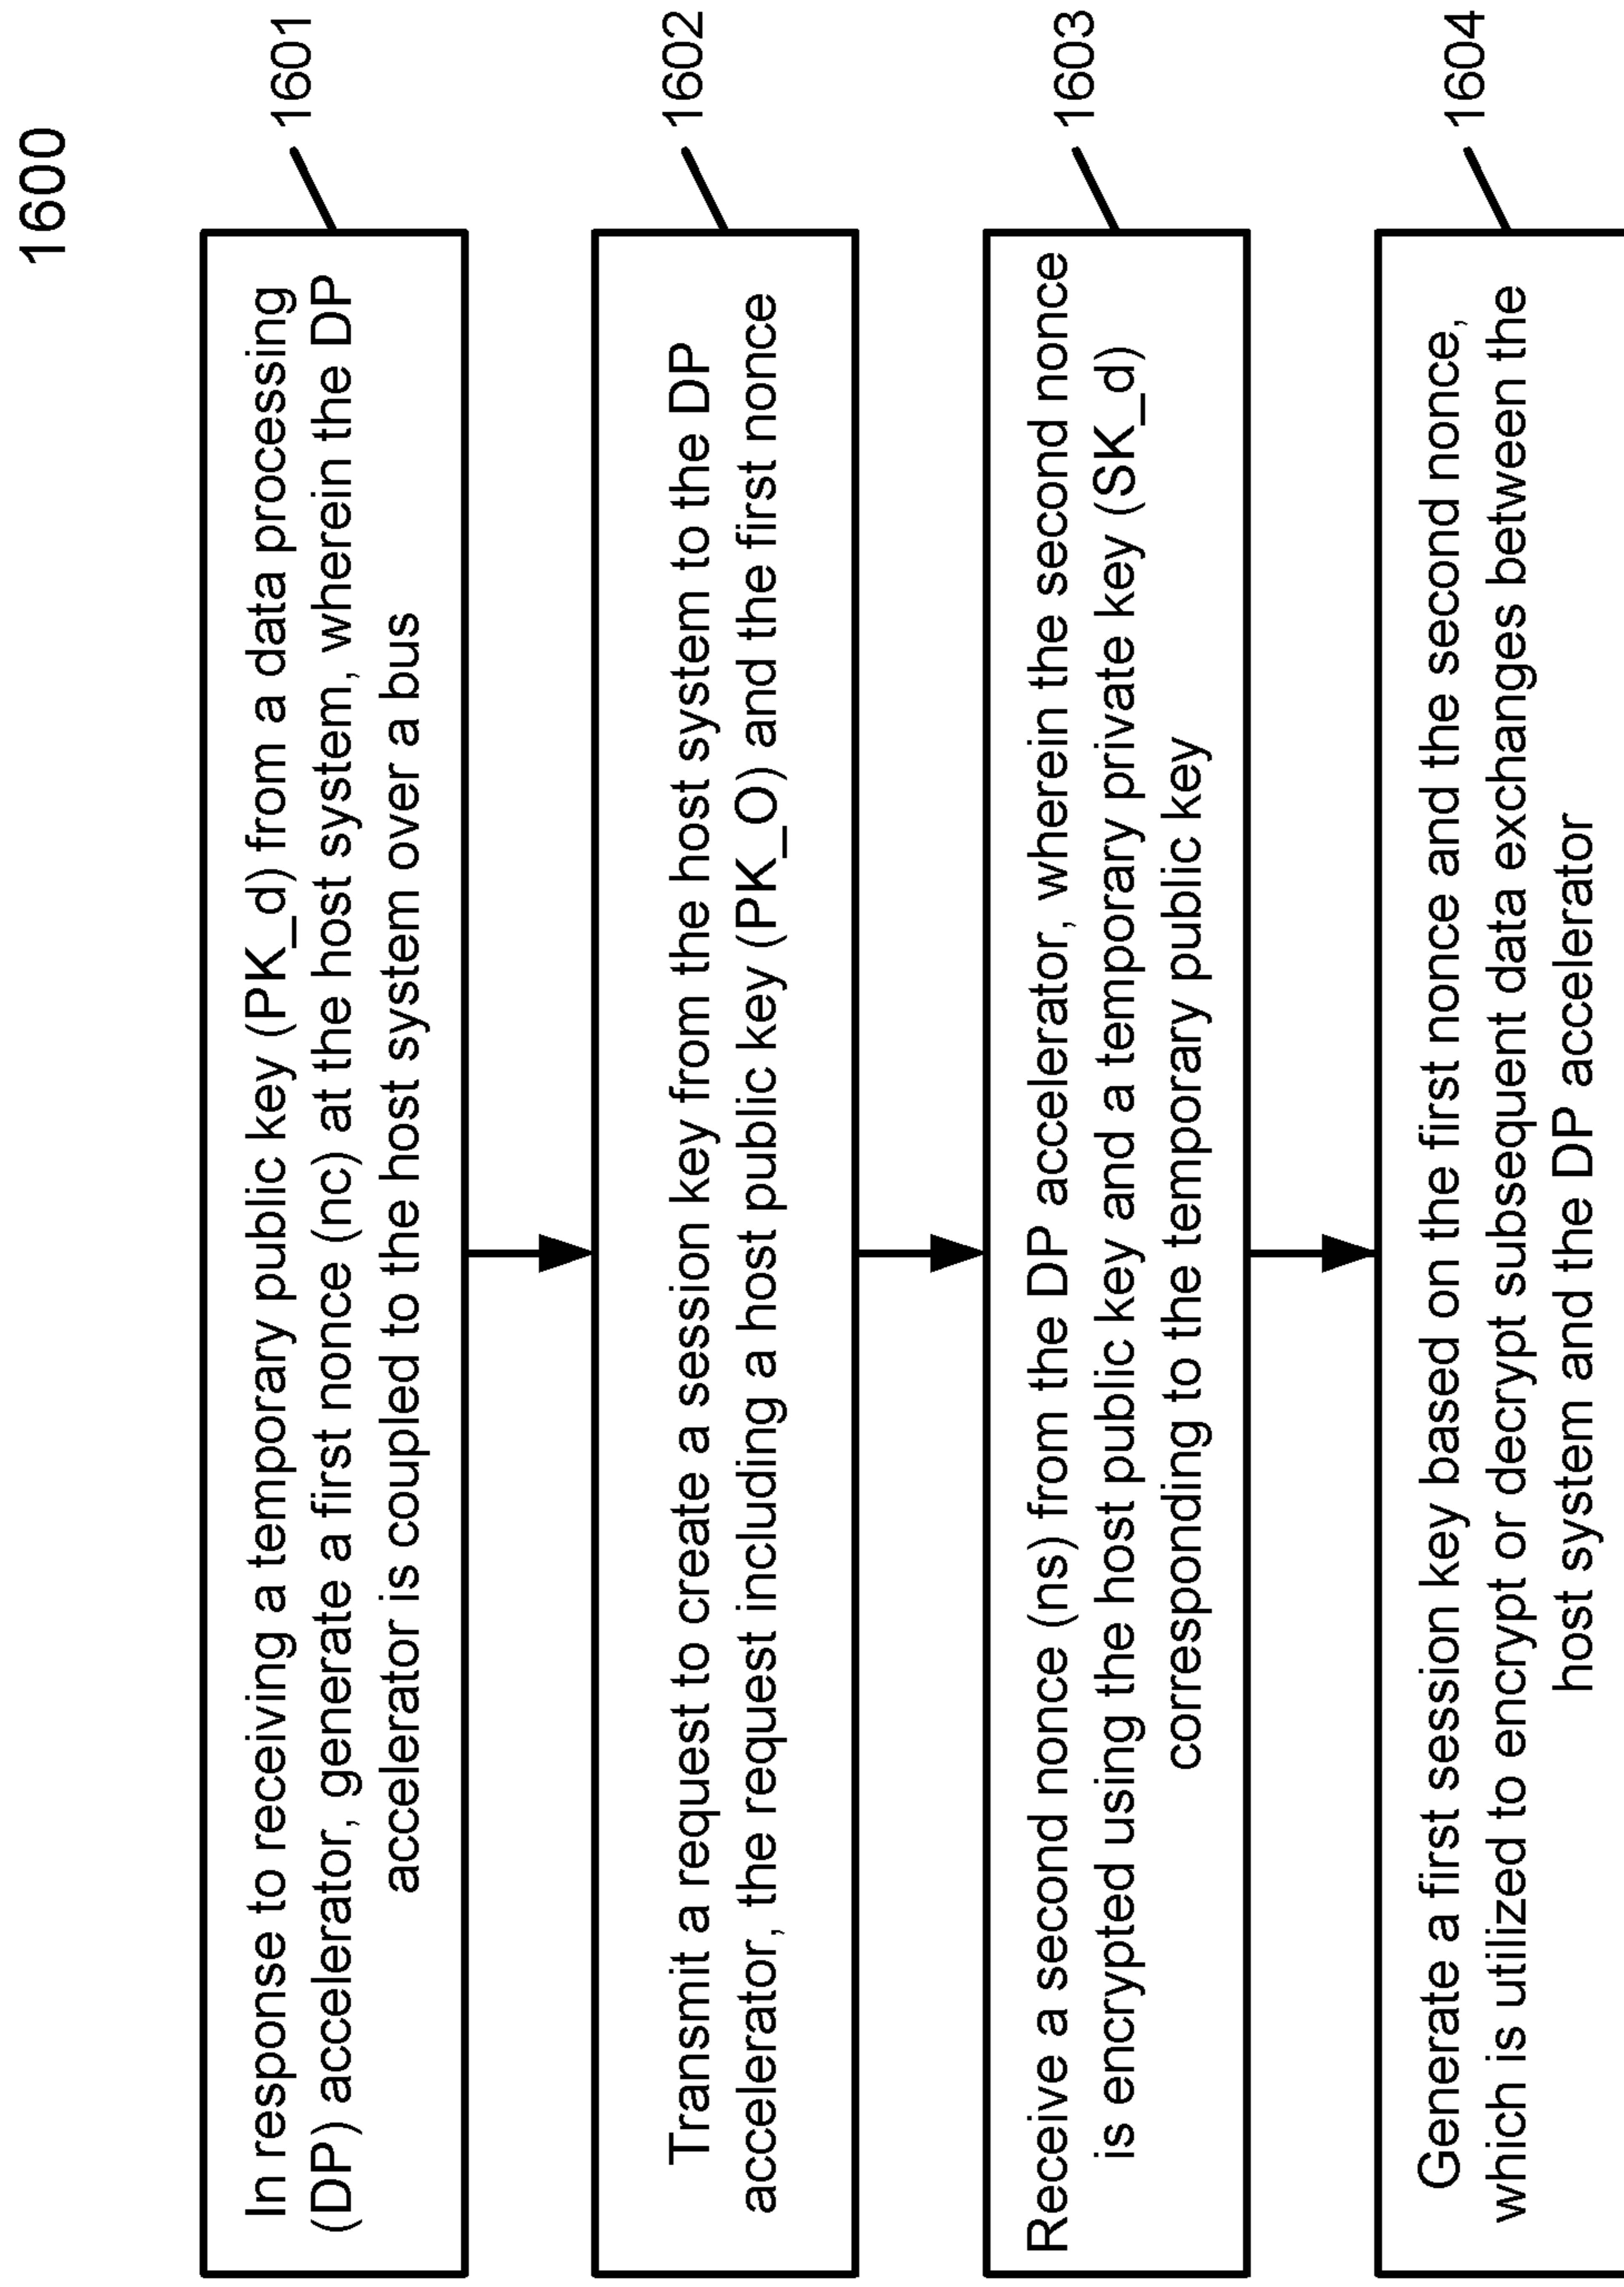 1600
In response to receiving a temporary public key (PK_d) from a data processing
(DP) accelerator, generate a first nonce (nc) at the host system, wherein the DP
accelerator is coupled to the host system over a bus
1601
Transmit a request to create a session key from the host system to the DP
accelerator, the request including a host public key (PK_O) and the first nonce
1602
Receive a second nonce (ns) from the DP accelerator, wherein the second nonce
is encrypted using the host public key and a temporary private key (SK_d)
corresponding to the temporary public key
1603
Generate a first session key based on the first nonce and the second nonce,
which is utilized to encrypt or decrypt subsequent data exchanges between the
host system and the DP accelerator
1604